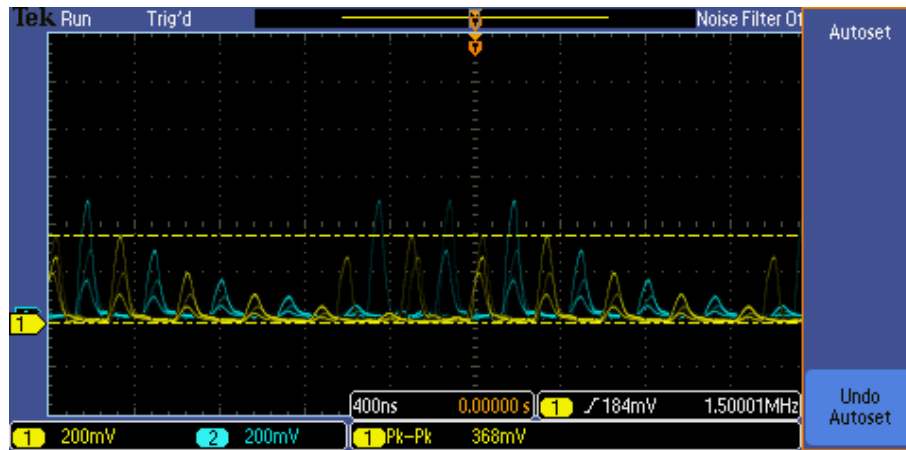 Tek Run Trig'd Noise Filter Of
Autoset
T
T
1
400ns 0.00000 s 1 184mV 1.50001MHz
1 200mV 2 200mV 1 Pk-Pk 368mV
Undo
Autoset